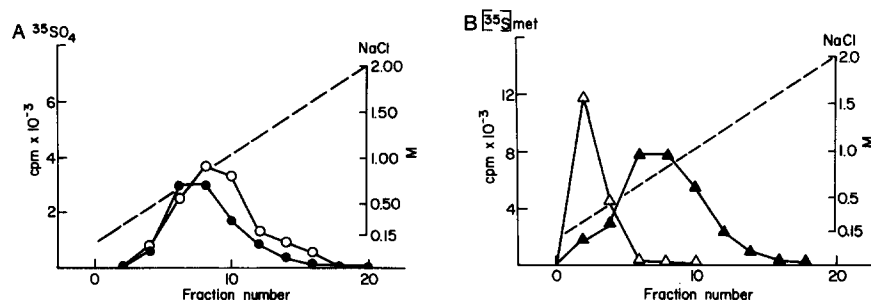 A ³⁵SO₄
NaCl
2.00
1.50
1.00
0.50
0.15
M
6
4
2
cpm x 10⁻³
0
10
20
Fraction number
B [³⁵S]met
NaCl
2.0
1.5
1.0
0.5
0.15
M
12
8
4
cpm x 10⁻³
0
10
20
Fraction number